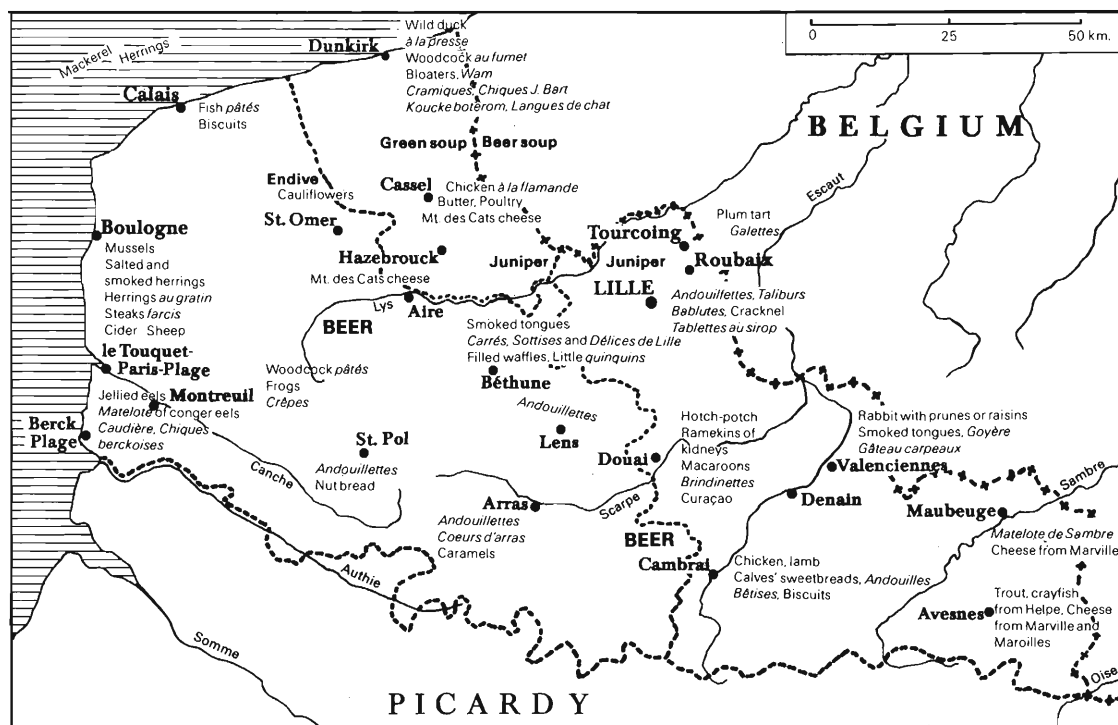 0 25 50 km.
Mackerel Herrings
Dunkirk
Wild duck
à la presse
Woodcock au fumet
Bloaters, Wam
Cramiques, Chiques J. Bart
Koucke boterom, Langues de chat
Calais
Fish pâtés
Biscuits
BELGIUM
Escaut
Green soup
Beer soup
Endive
Cauliflowers
St. Omer
Cassel
Chicken à la flamande
Butter, Poultry
Mt. des Cats cheese
Hazebrouck
Mt. des Cats cheese
Boulogne
Mussels
Salted and
smoked herrings
Herrings au gratin
Steaks farcis
Cider Sheep
Juniper
Juniper
Tourcoing
Roubaix
Plum tart
Galettes
LILLE
Andouillettes, Taliburs
Bablutes, Cracknel
Tablettes au sirop
Lys
Aire
BEER
Smoked tongues
Carrés, Sottises and Délices de Lille
Filled waffles, Little quinquins
Béthune
le Touquet-
Paris-Plage
Woodcock pâtés
Frogs
Crêpes
Jellied eels
Montreuil
Matelote of conger eels
Caudière, Chiques
berckoises
Berck
Plage
Andouillettes
Lens
Hotch-potch
Ramekins of
kidneys
Macaroons
Brindinettes
Curaçao
Douai
Rabbit with prunes or raisins
Smoked tongues, Goyère
Gâteau carpeaux
Valenciennes
Denain
St. Pol
Andouillettes
Nut bread
Canche
Arras
Andouillettes
Coeurs d'arras
Caramels
Scarpe
BEER
Sambre
Maubeuge
Matelote de Sambre
Cheese from Marville
Cambrai
Chicken, lamb
Calves' sweetbreads, Andouilles
Bêtises, Biscuits
Avesnes
Trout, crayfish
from Helpe, Cheese
from Marville and
Maroilles
Authie
Somme
PICARDY
Oise